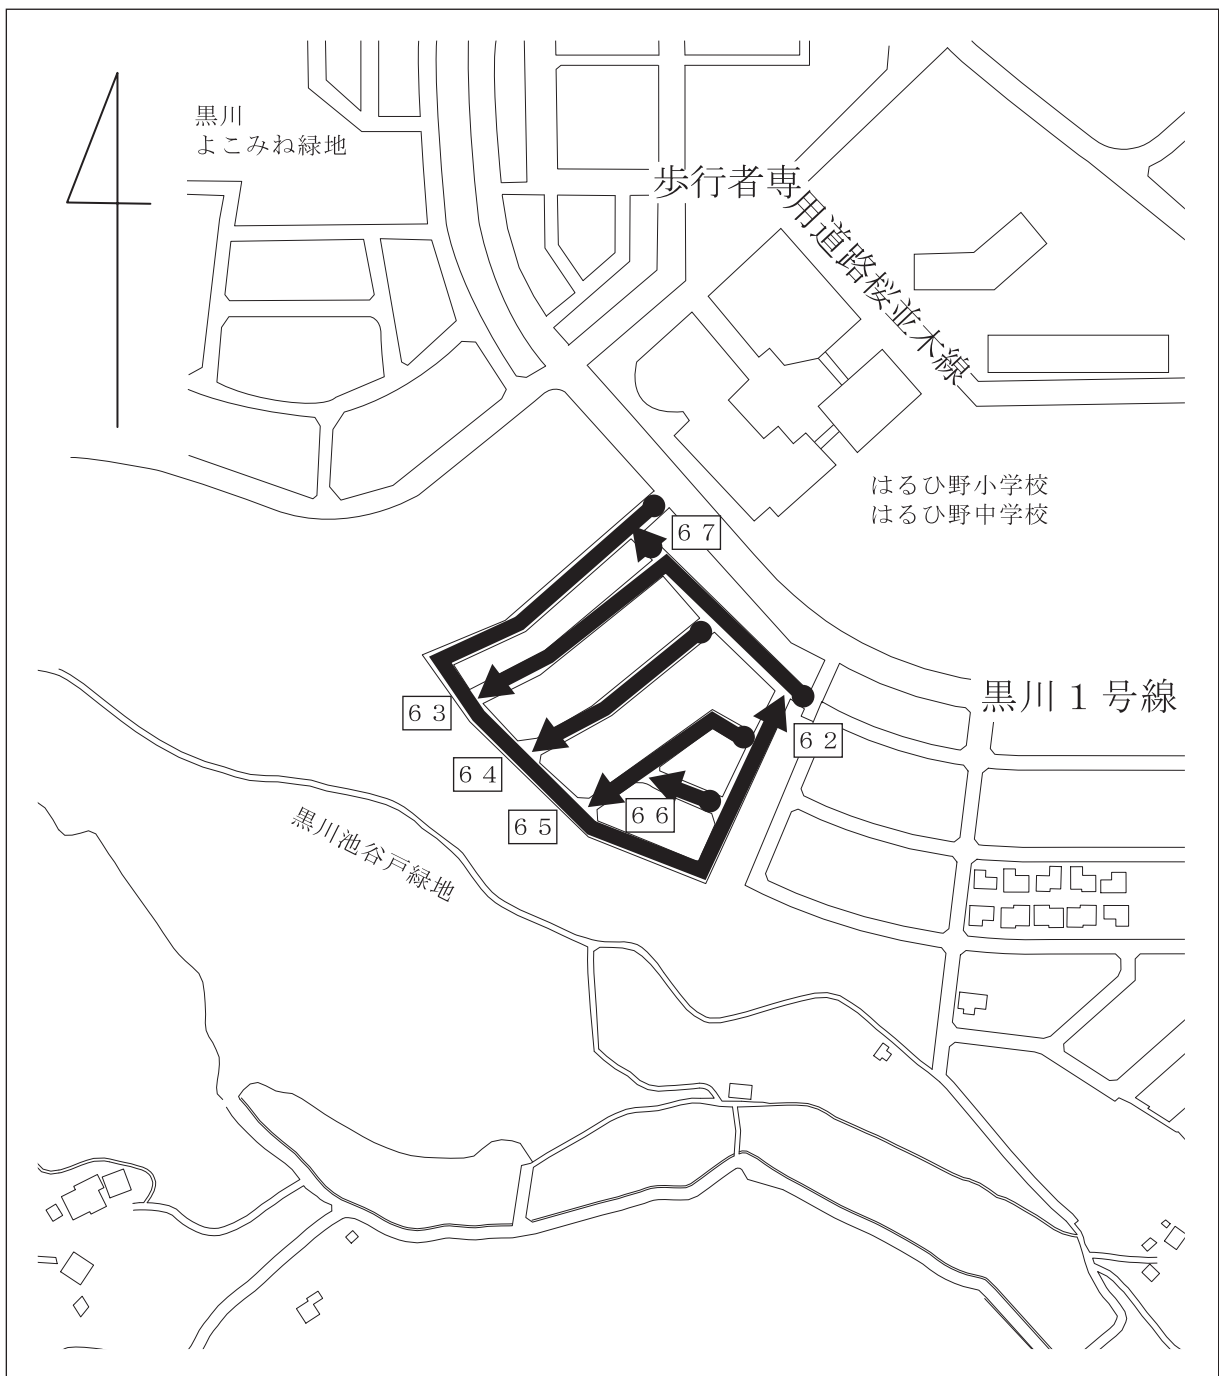 黒川
よこみね緑地
歩行者専用道路桜並木線
はるひ野小学校
はるひ野中学校
６７
黒川１号線
６３
６２
６４
６６
６５
黒川池谷戸緑地